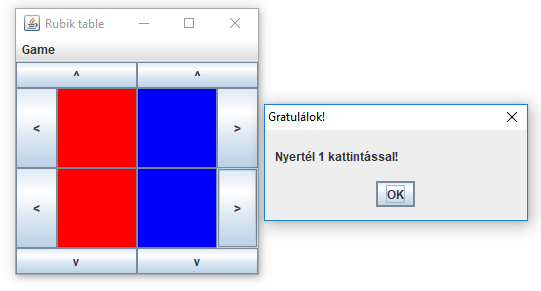 Rubik table
Game
^ ^
< >
< >
v v
Gratulálok!
Nyertél 1 kattintással!
OK